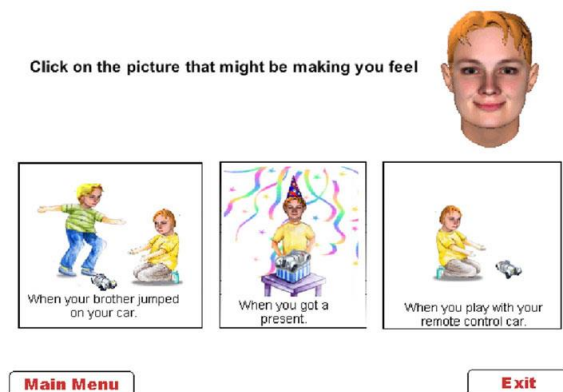 Click on the picture that might be making you feel
When your brother jumped
on your car.
When you got a
present.
When you play with your
remote control car.
Main Menu
Exit